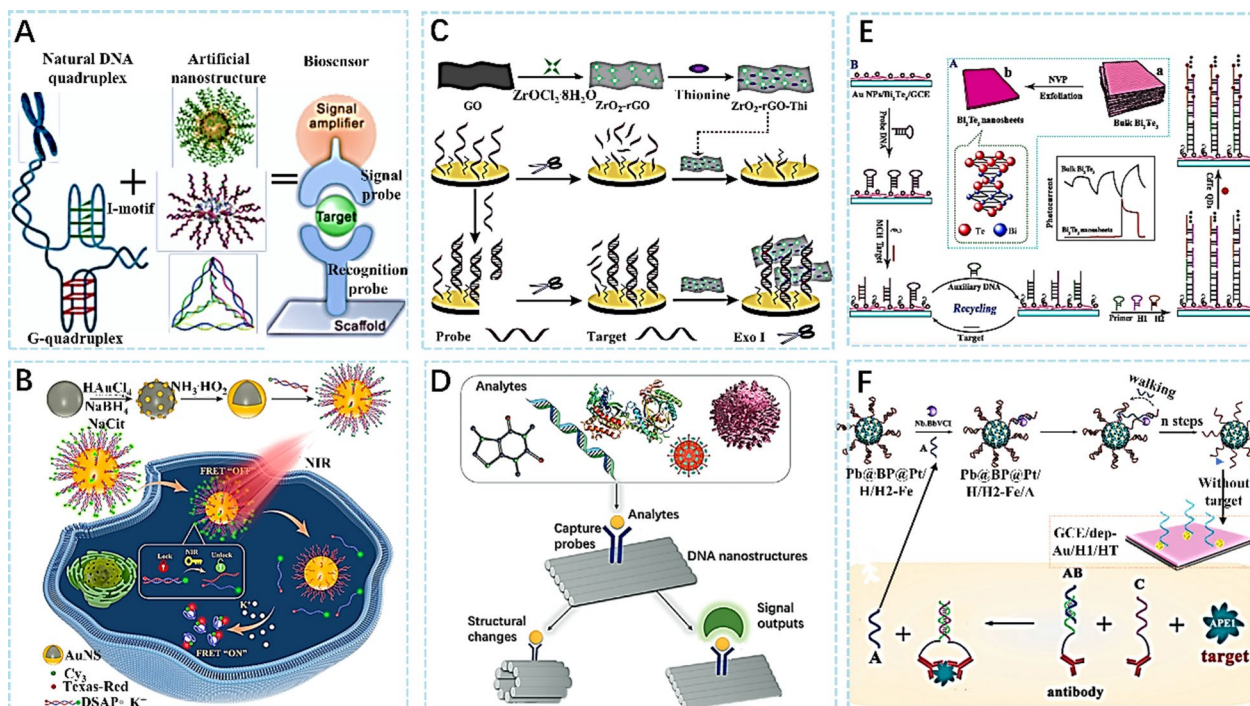 A
Natural DNA
quadruplex
Artificial
nanostructure
Biosensor
Signal
amplifier
Signal
probe
I-motif
Target
Recognition
probe
Scaffold
G-quadruplex
C
GO
ZrOCl₂·8H₂O
ZrO₂-rGO
Thionine
ZrO₂-rGO-Thi
Probe
Target
Exo I
E
B
Au NPs/Bi₂Te₃/GCE
Probe DNA
MCH Target
A
b
NVP
Exfoliation
a
Bi₂Te₃ nanosheets
Bulk Bi₂Te₃
Te
Bi
Photocurrent
Bulk Bi₂Te₃
Bi₂Te₃ nanosheets
CdTe QDs
Auxiliary DNA
Recycling
Target
Primer
H1
H2
B
HAuCl₄
NaBH₄
NaCit
NH₃·HO₂
NIR
FRET "OFF"
Lock
NIR
Unlock
K⁺
FRET "ON"
AuNS
Cy₃
Texas-Red
DSAP
K⁺
D
Analytes
Analytes
Capture
probes
DNA nanostructures
Structural
changes
Signal
outputs
F
walking
Nb.BbVCI
A
n steps
Pb@BP@Pt/
H/H2-Fe
Pb@BP@Pt/
H/H2-Fe/A
Without
target
GCE/dep-
Au/H1/HT
A
AB
C
APE1
target
antibody